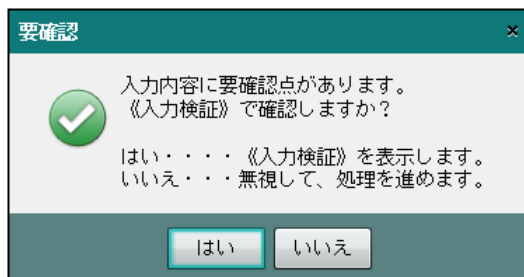 要確認
×
入力内容に要確認点があります。
《入力検証》で確認しますか？
はい・・・・《入力検証》を表示します。
いいえ・・・無視して、処理を進めます。
はい
いいえ